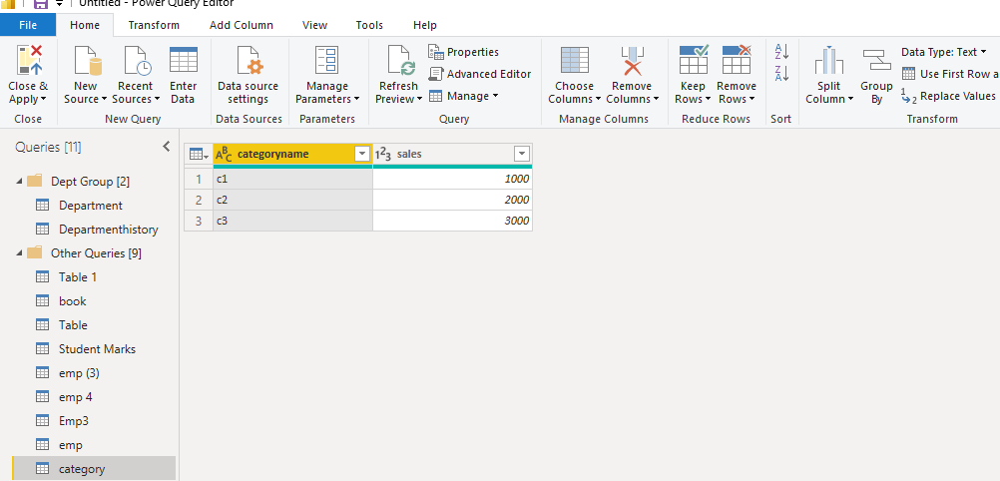 Untitled - Power Query Editor
File Home Transform Add Column View Tools Help
Close & Apply
New Source
Recent Sources
Enter Data
Data source settings
Manage Parameters
Refresh Preview
Properties
Advanced Editor
Manage
Choose Columns
Remove Columns
Keep Rows
Remove Rows
A Z
Z A
Split Column
Group By
Data Type: Text
Use First Row a
1 2 Replace Values
Close New Query Data Sources Parameters Query Manage Columns Reduce Rows Sort Transform
Queries [11]
Dept Group [2]
Department
Departmenthistory
Other Queries [9]
Table 1
book
Table
Student Marks
emp (3)
emp 4
Emp3
emp
category
ABC categoryname 123 sales
1 c1 1000
2 c2 2000
3 c3 3000